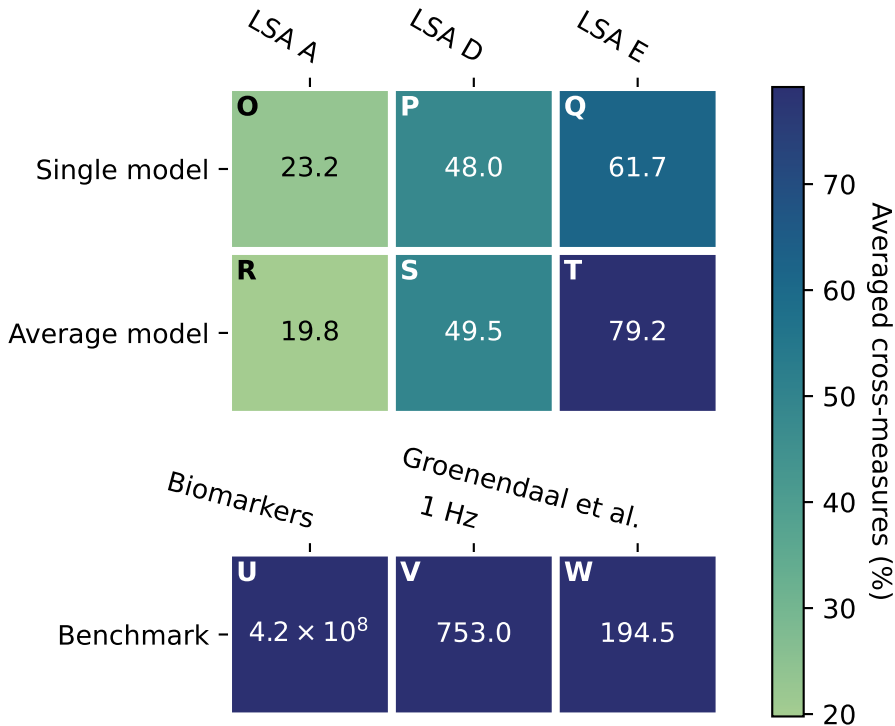 LSA A
LSA D
LSA E
O
P
Q
Single model
23.2
48.0
61.7
R
S
T
Average model
19.8
49.5
79.2
Biomarkers
1 Hz
Groenendaal et al.
U
V
W
Benchmark
4.2 × 10⁸
753.0
194.5
70
60
50
40
30
20
Averaged cross-measures (%)